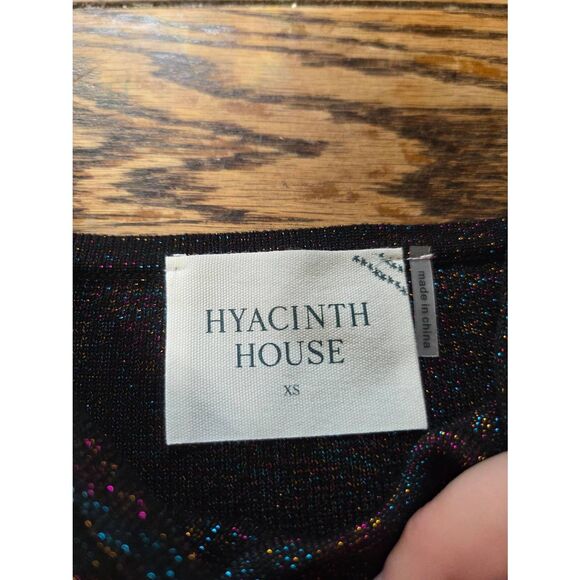 HYACINTH
HOUSE
XS
made in china